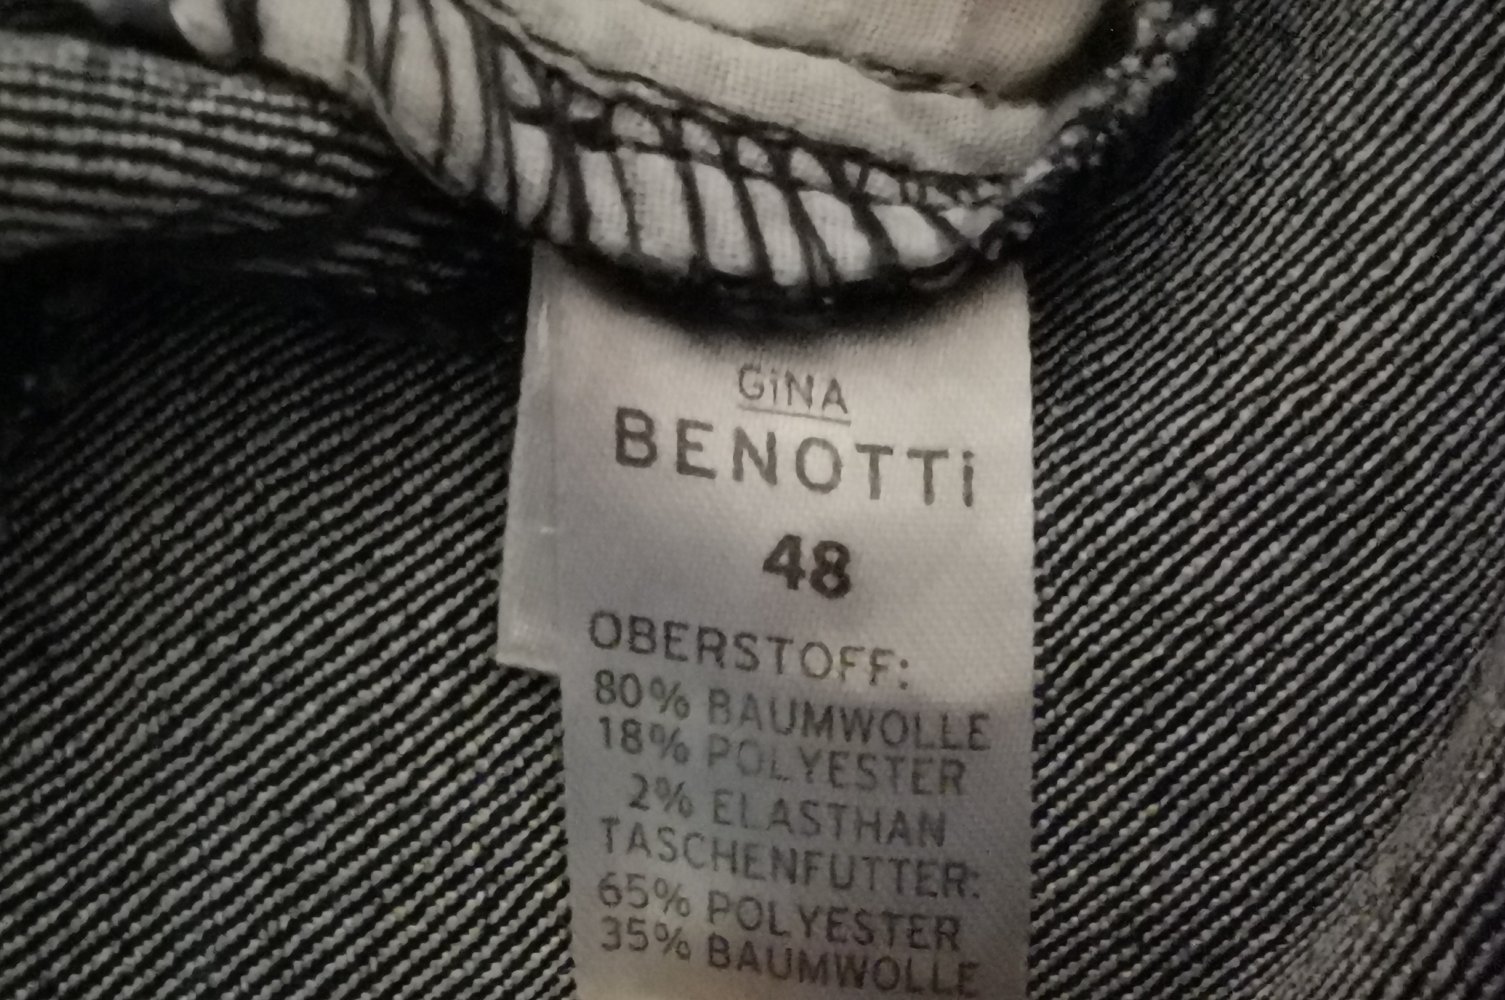 GiNA
BENOTTi
48
OBERSTOFF:
80% BAUMWOLLE
18% POLYESTER
2% ELASTHAN
TASCHENFUTTER:
65% POLYESTER
35% BAUMWOLLE